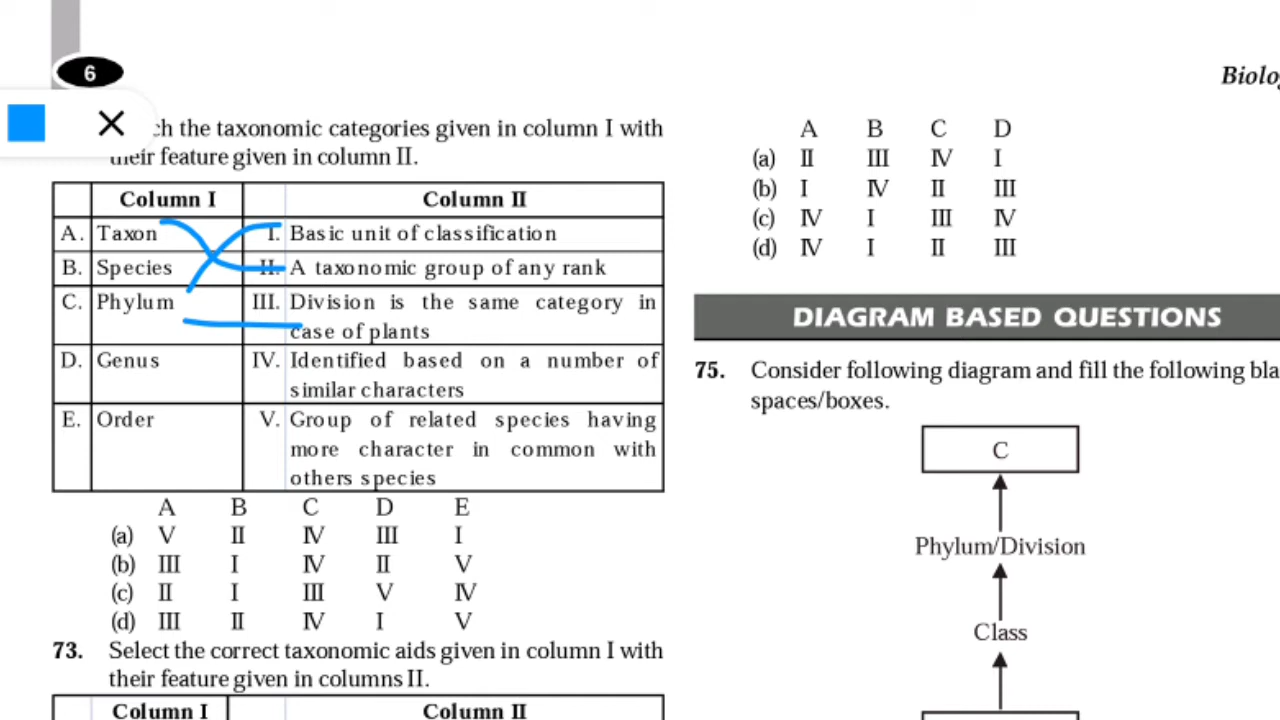 6
Biolo
ch the taxonomic categories given in column I with
their feature given in column II.
Column I Column II
A. Taxon I. Basic unit of classification
B. Species II. A taxonomic group of any rank
C. Phylum III. Division is the same category in
case of plants
D. Genus IV. Identified based on a number of
similar characters
E. Order V. Group of related species having
more character in common with
others species
A B C D E
(a) V II IV III I
(b) III I IV II V
(c) II I III V IV
(d) III II IV I V
73. Select the correct taxonomic aids given in column I with
their feature given in columns II.
Column I Column II
A B C D
(a) II III IV I
(b) I IV II III
(c) IV I III IV
(d) IV I II III
DIAGRAM BASED QUESTIONS
75. Consider following diagram and fill the following bla
spaces/boxes.
C
Phylum/Division
Class